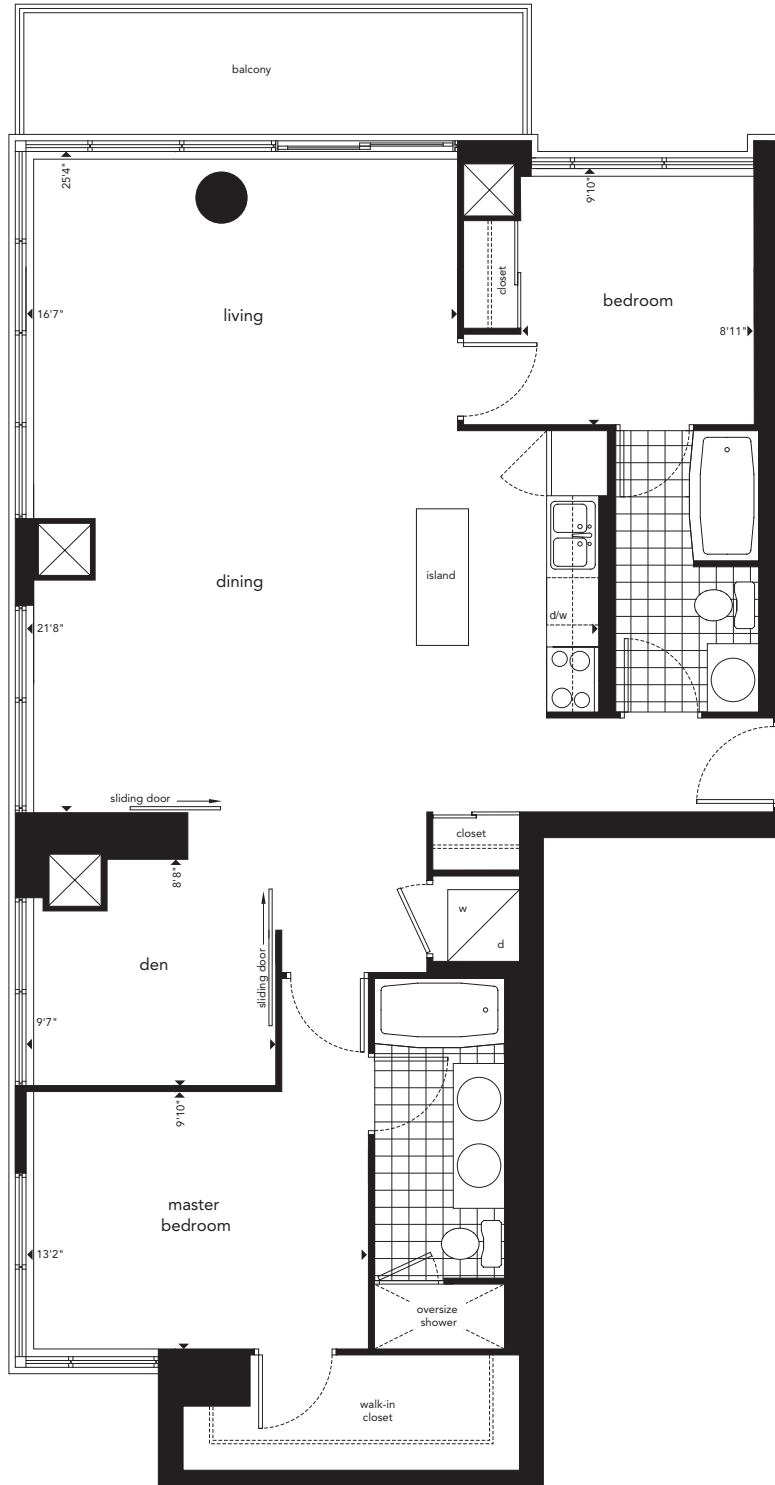 balcony
25'4"
9'10"
closet
bedroom
living
16'7"
8'11"
dining
island
d/w
21'8"
sliding door
closet
8'8"
w
d
den
sliding door
9'7"
9'10"
master
bedroom
13'2"
oversize
shower
walk-in
closet